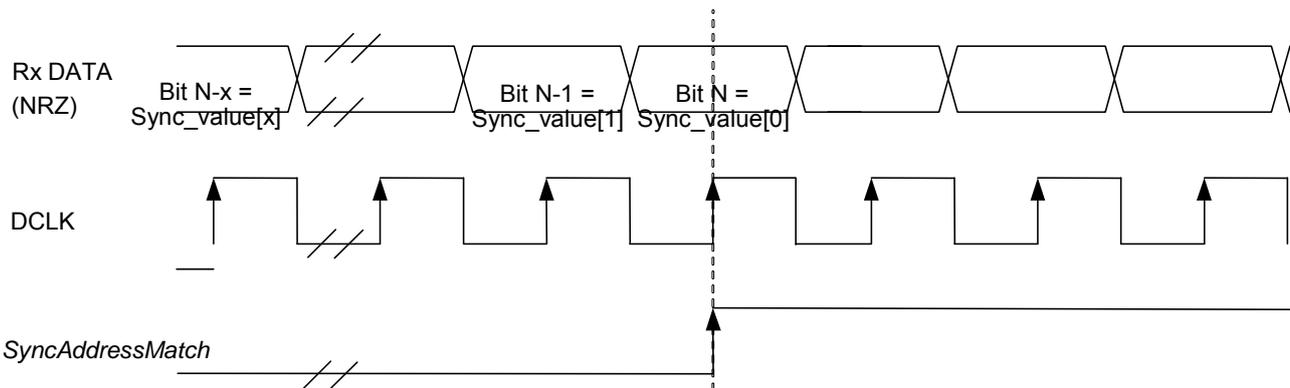 Rx DATA
(NRZ)
Bit N-x =
Sync_value[x]
Bit N-1 =
Sync_value[1]
Bit N =
Sync_value[0]
DCLK
SyncAddressMatch